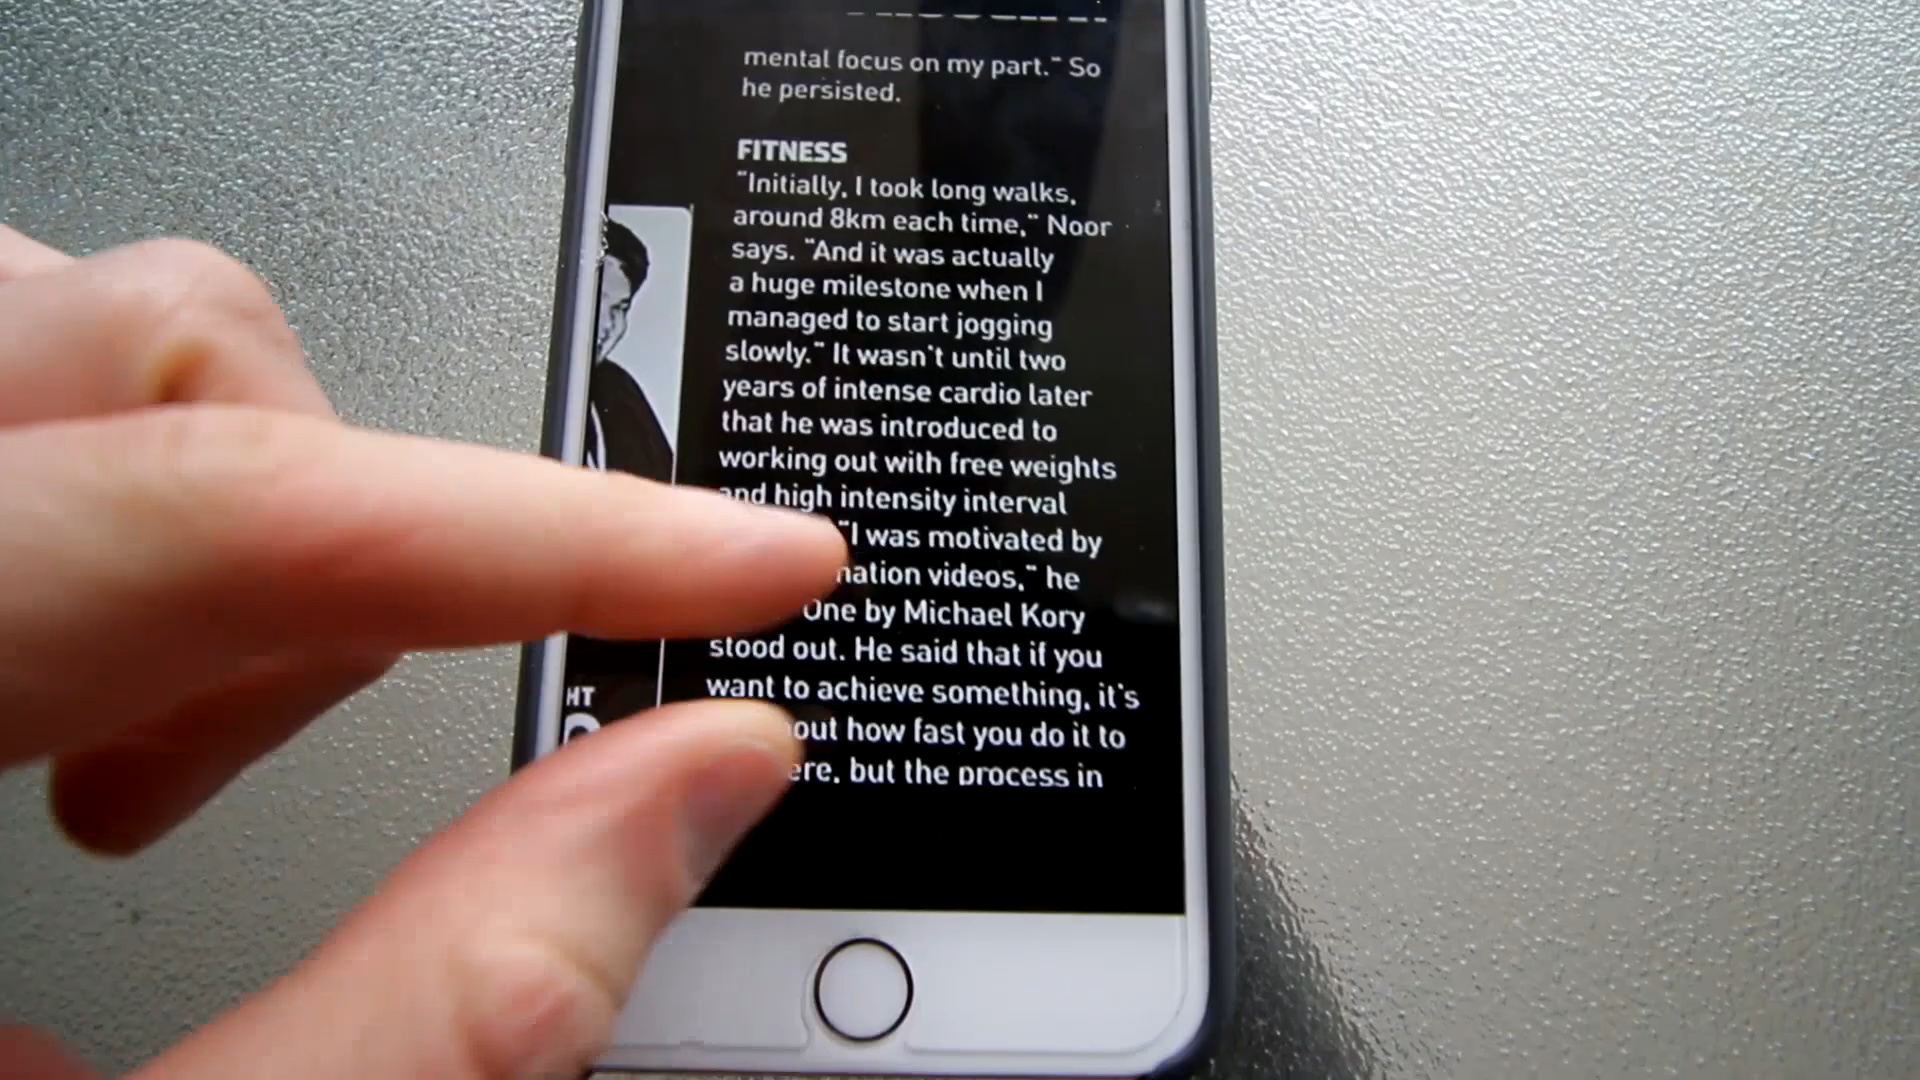 mental focus on my part." So
he persisted.
FITNESS
"Initially, I took long walks,
around 8km each time," Noor
says. "And it was actually
a huge milestone when I
managed to start jogging
slowly." It wasn't until two
years of intense cardio later
that he was introduced to
working out with free weights
and high intensity interval
"I was motivated by
videos," he
One by Michael Kory
stood out. He said that if you
want to achieve something, it's
how fast you do it to
but the process in